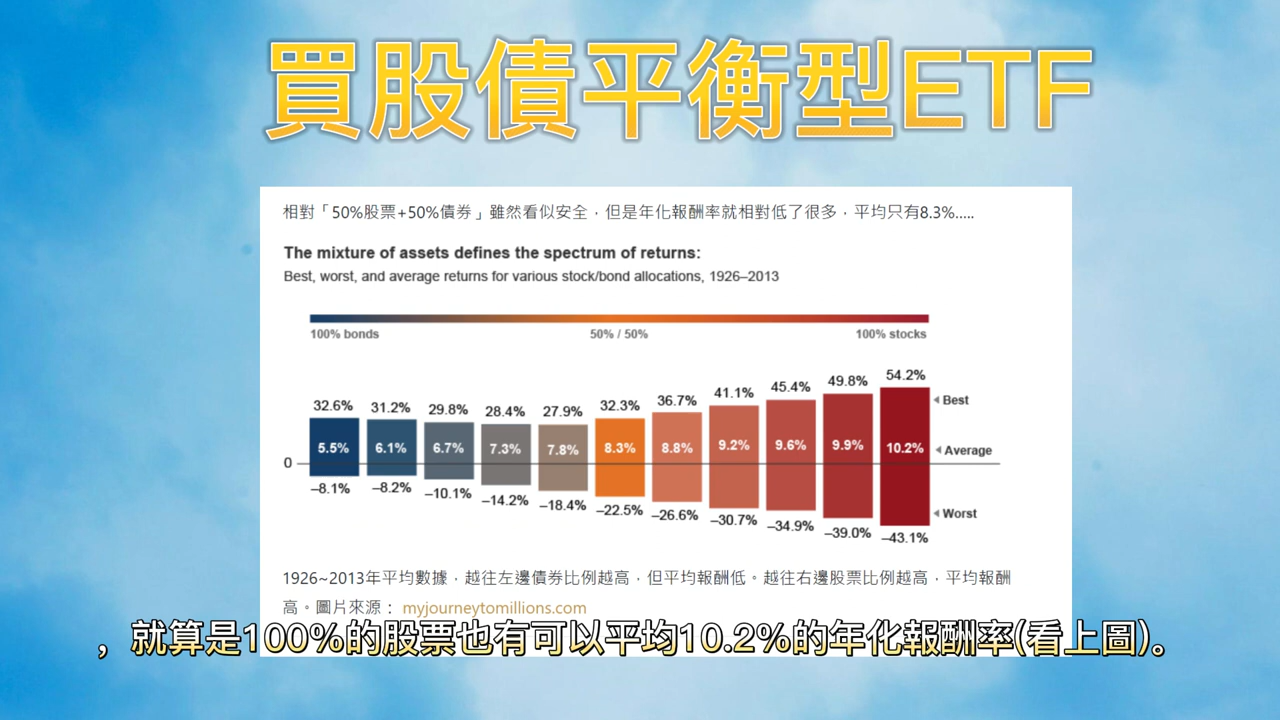 買股債平衡型ETF
相對「50%股票+50%債券」雖然看似安全，但是年化報酬率就相對低了很多，平均只有8.3%.....
The mixture of assets defines the spectrum of returns:
Best, worst, and average returns for various stock/bond allocations, 1926–2013
100% bonds 50% / 50% 100% stocks
32.6% 31.2% 29.8% 28.4% 27.9% 32.3% 36.7% 41.1% 45.4% 49.8% 54.2%
Best
5.5% 6.1% 6.7% 7.3% 7.8% 8.3% 8.8% 9.2% 9.6% 9.9% 10.2% Average
0
–8.1% –8.2% –10.1% –14.2% –18.4% –22.5% –26.6% –30.7% –34.9% –39.0% –43.1%
Worst
1926~2013年平均數據，越往左邊債券比例越高，但平均報酬低。越往右邊股票比例越高，平均報酬
高。圖片來源： myjourneytomillions.com
，就算是100%的股票也有可以平均10.2%的年化報酬率(看上圖)。